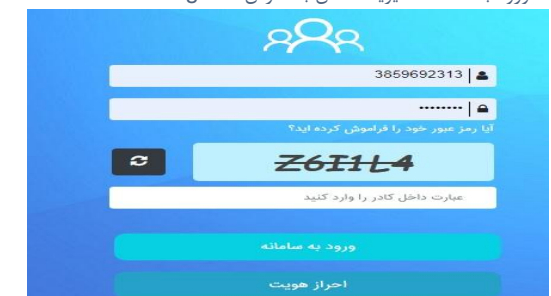 3859692313
••••••••
آیا رمز عبور خود را فراموش کرده اید؟
Z6I1L4
عبارت داخل کادر را وارد کنید
ورود به سامانه
احراز هویت